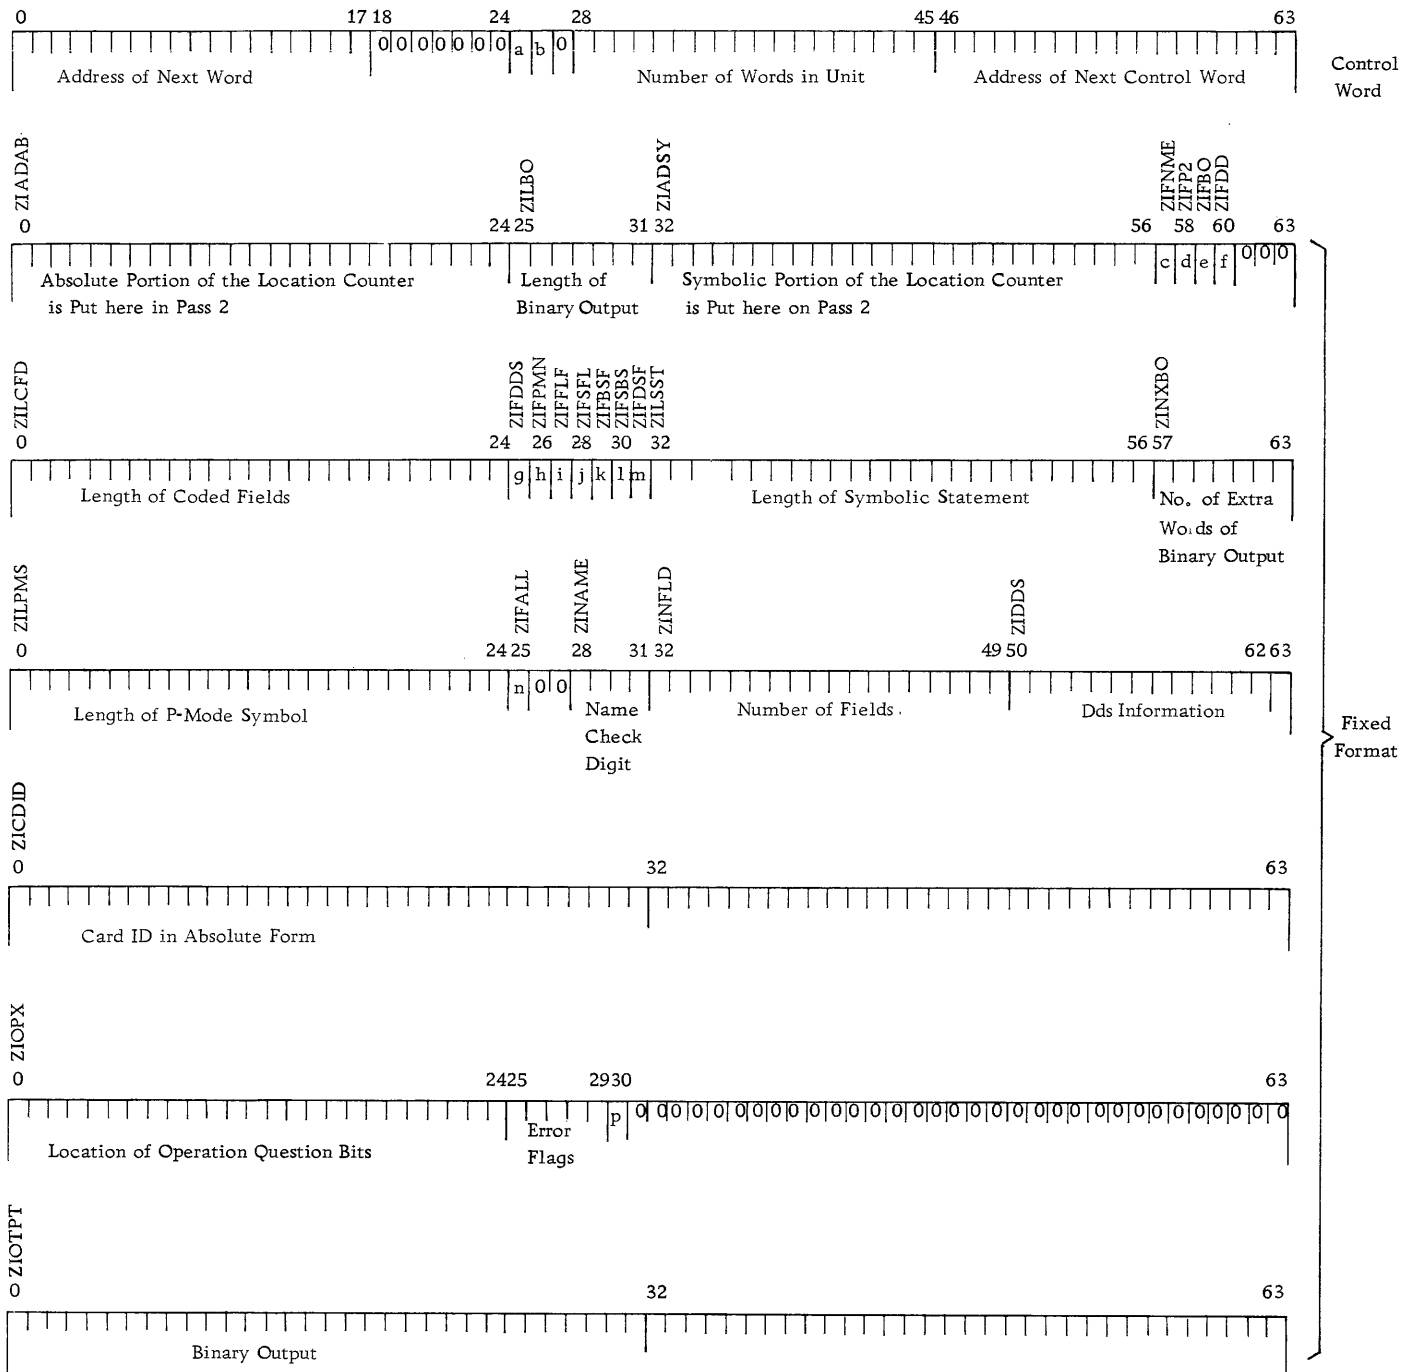 0 17 18 24 28 45 46 63
0 0 0 0 0 0 0 a b 0
Address of Next Word Number of Words in Unit Address of Next Control Word
Control
Word
ZIADAB ZILBO ZIADSY ZIFNME ZIFP2 ZIFBO ZIFDD
0 24 25 31 32 56 58 60 63
c d e f 0 0 0
Absolute Portion of the Location Counter Length of Symbolic Portion of the Location Counter
is Put here in Pass 2 Binary Output is Put here on Pass 2
ZILCFD ZIFDDS ZIFPMN ZIFFLF ZIFSFL ZIFBSF ZIFSBS ZIFDSF ZILSST ZINXBO
0 24 26 28 30 32 56 57 63
g h i j k l m
Length of Coded Fields Length of Symbolic Statement No. of Extra
Words of
Binary Output
ZILPMS ZIFALL ZINAME ZINFLD ZIDDS
0 24 25 28 31 32 49 50 62 63
n 0 0
Length of P-Mode Symbol Name Number of Fields Dds Information
Check
Digit
Fixed
Format
ZICDID
0 32 63
Card ID in Absolute Form
ZIOPX
0 24 25 29 30 63
p 0 0 0 0 0 0 0 0 0 0 0 0 0 0 0 0 0 0 0 0 0 0 0 0 0 0 0 0 0 0 0 0 0
Location of Operation Question Bits Error
Flags
ZIOTPT
0 32 63
Binary Output